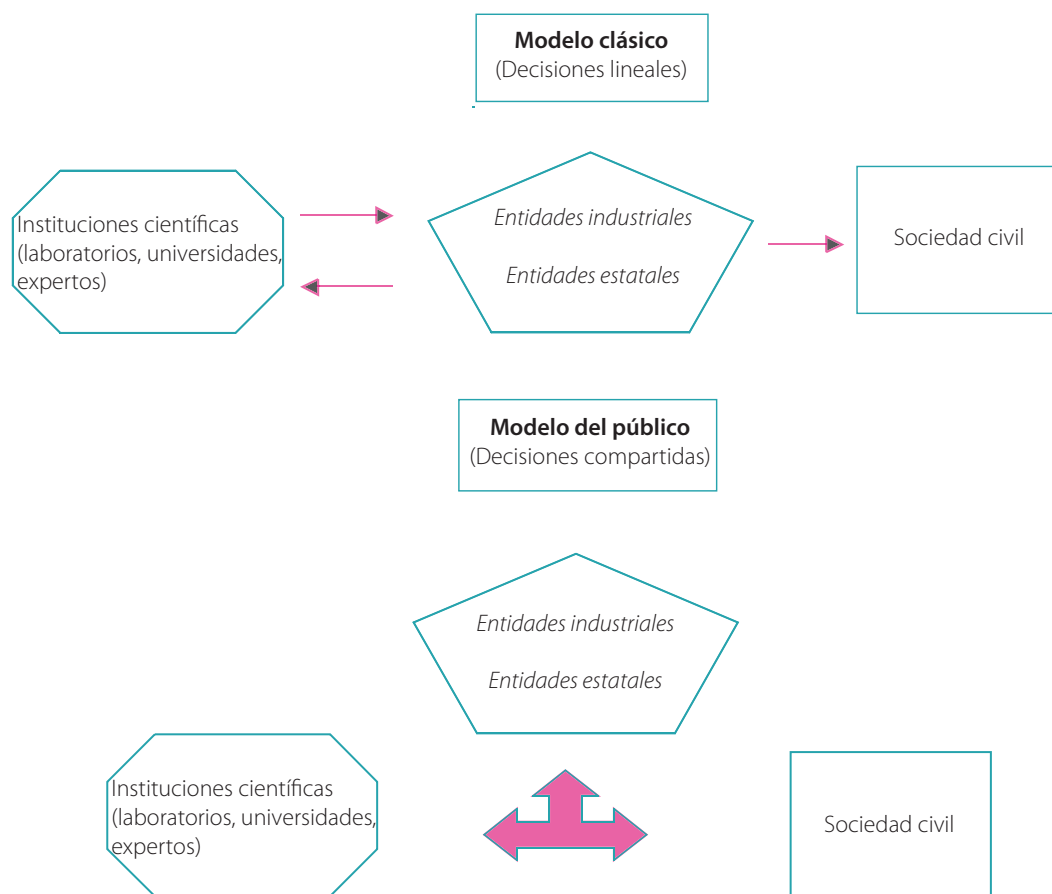 Modelo clásico
(Decisiones lineales)
Instituciones científicas
(laboratorios, universidades,
expertos)
Entidades industriales
Entidades estatales
Sociedad civil
Modelo del público
(Decisiones compartidas)
Entidades industriales
Entidades estatales
Instituciones científicas
(laboratorios, universidades,
expertos)
Sociedad civil